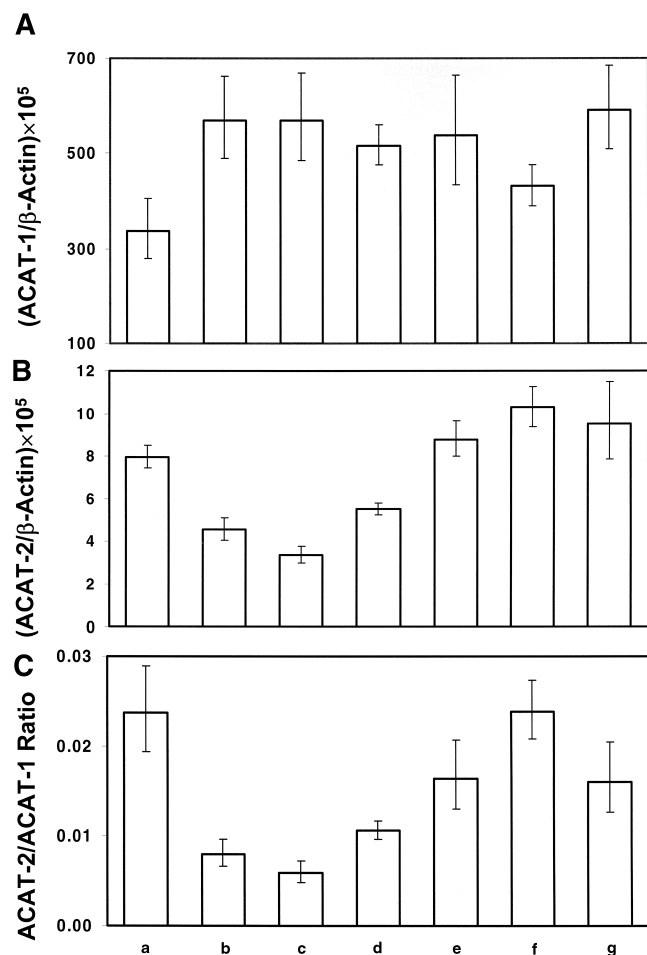 A
(ACAT-1/β-Actin)×10⁵
700
500
300
100
B
(ACAT-2/β-Actin)×10⁵
12
10
8
6
4
2
0
C
ACAT-2/ACAT-1 Ratio
0.03
0.02
0.01
0.00
a b c d e f g